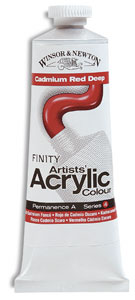 WINSOR & NEWTON
Cadmium Red Deep
FINITY
Artists'
Acrylic
Colour
Permanence A Series 4